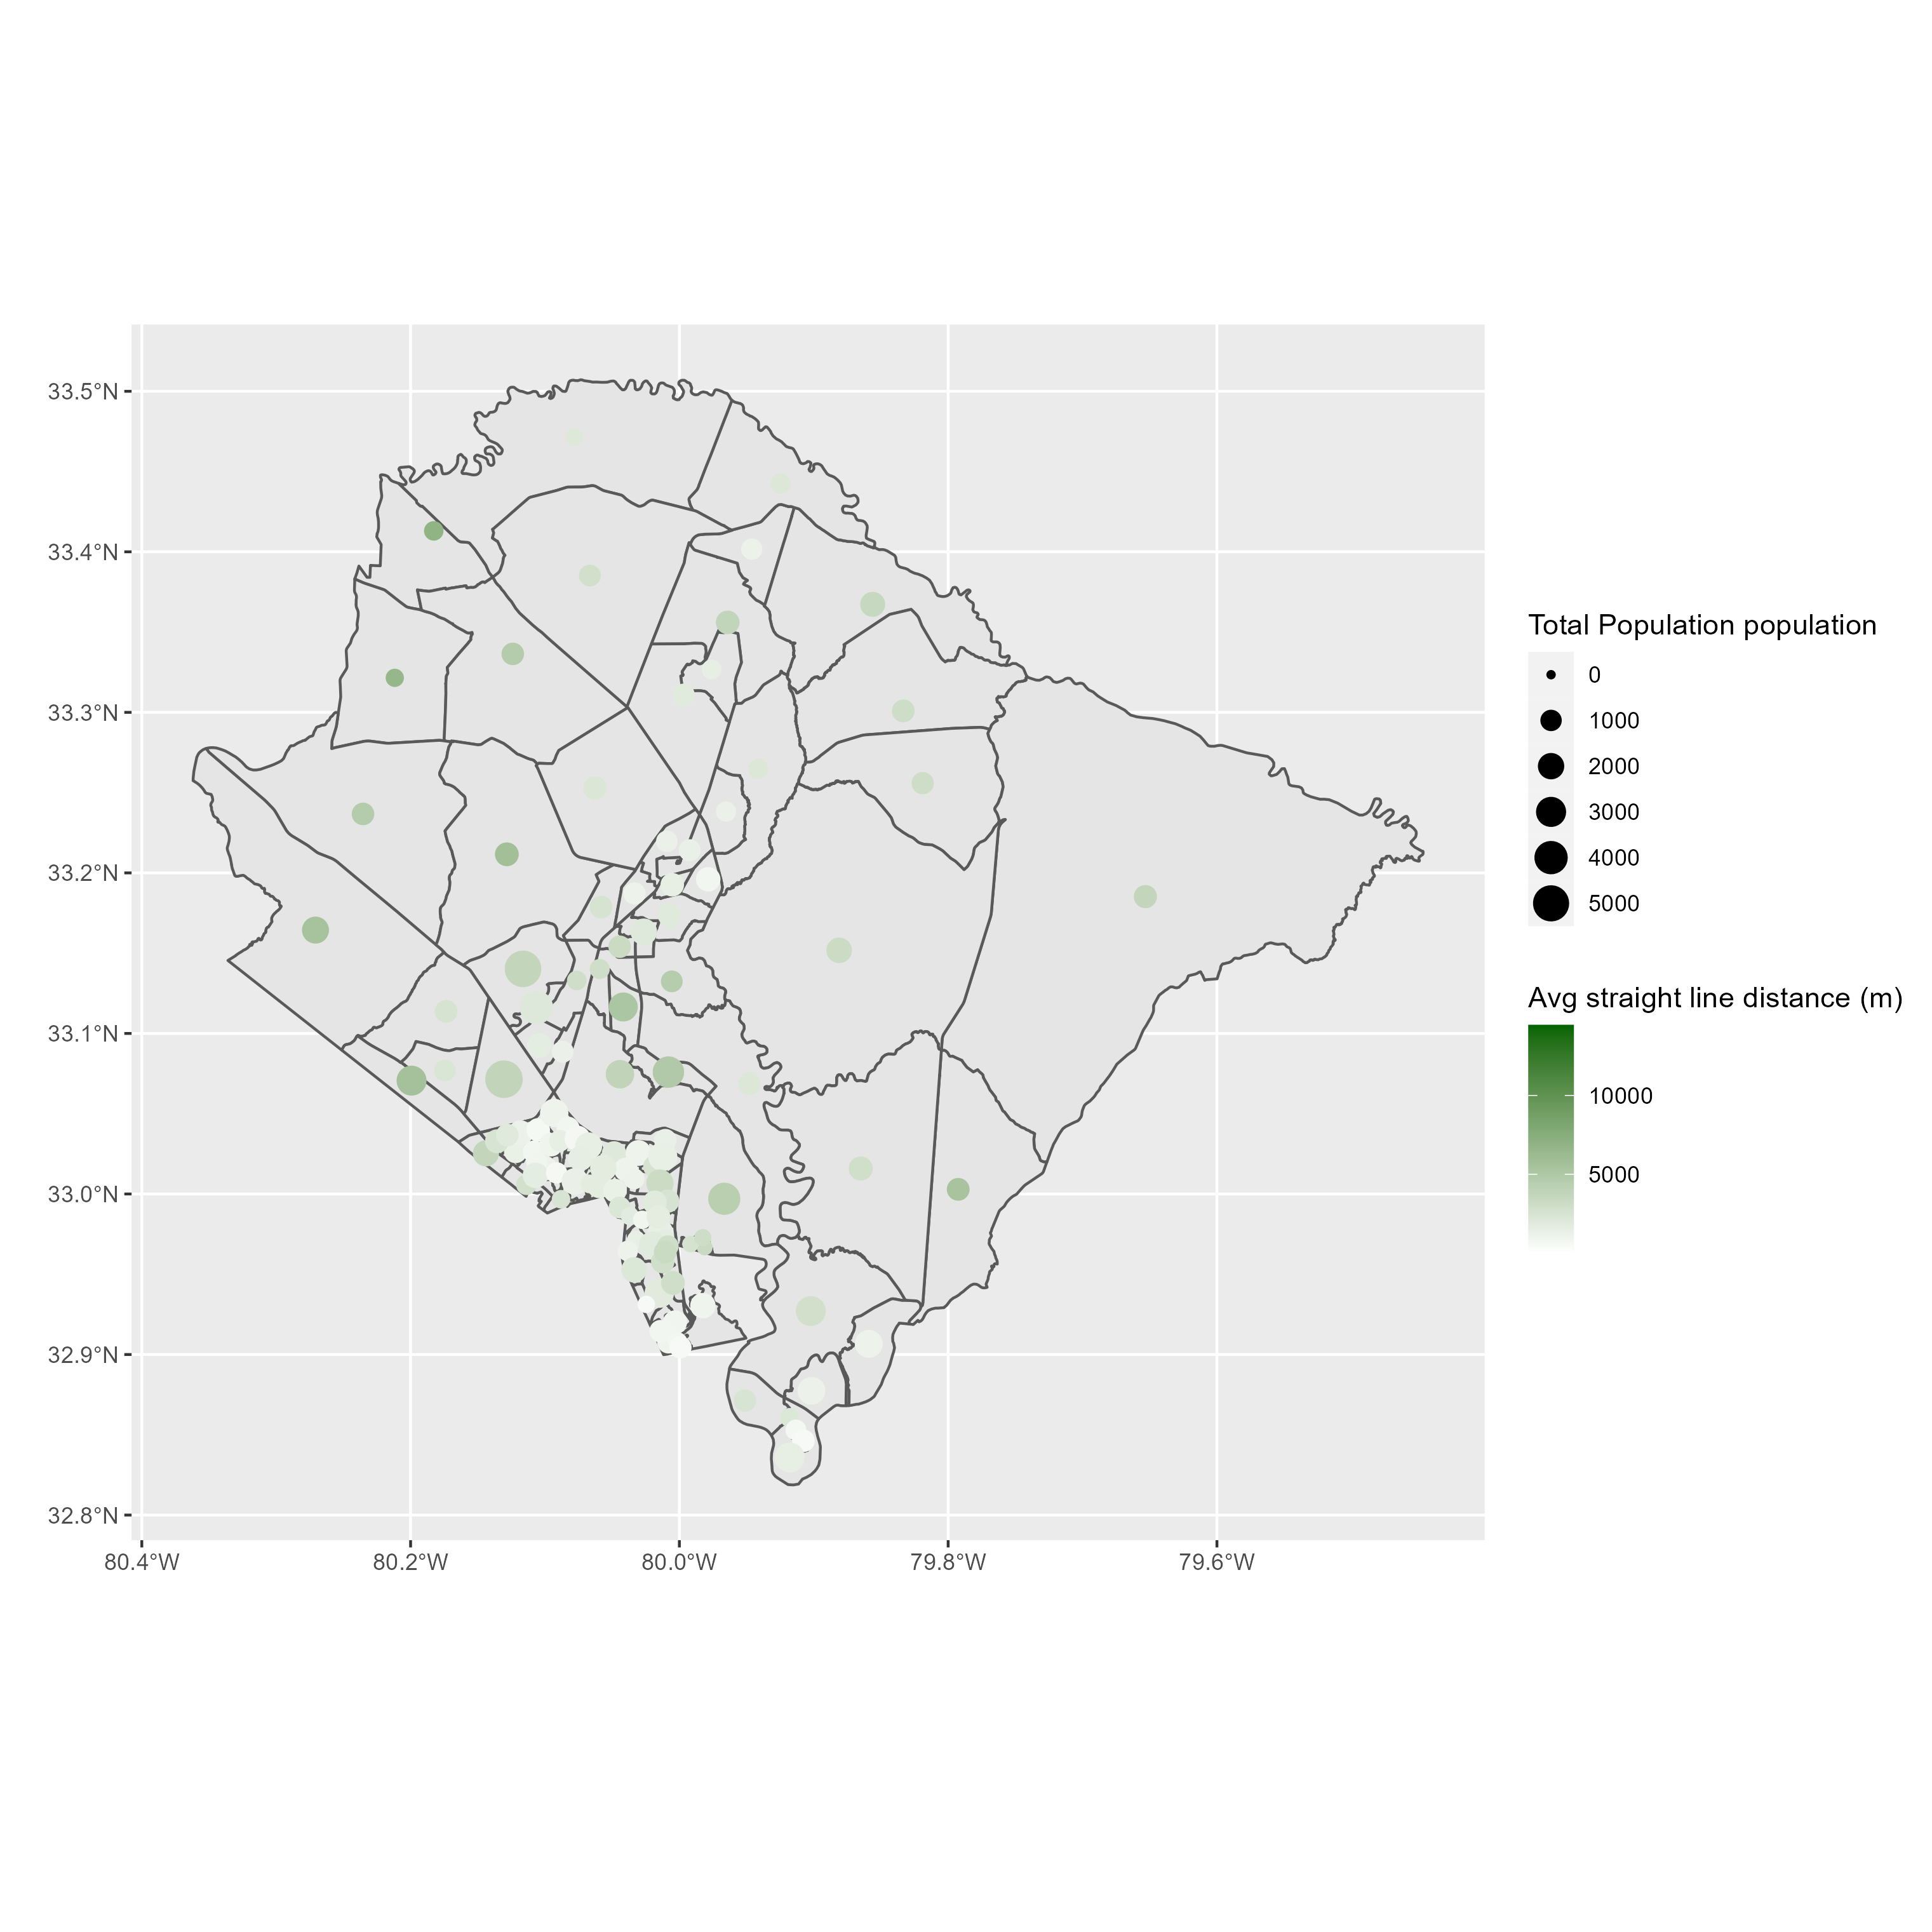 33.5°N
33.4°N
33.3°N
33.2°N
33.1°N
33.0°N
32.9°N
32.8°N
80.4°W 80.2°W 80.0°W 79.8°W 79.6°W
Total Population population
0
1000
2000
3000
4000
5000
Avg straight line distance (m)
10000
5000